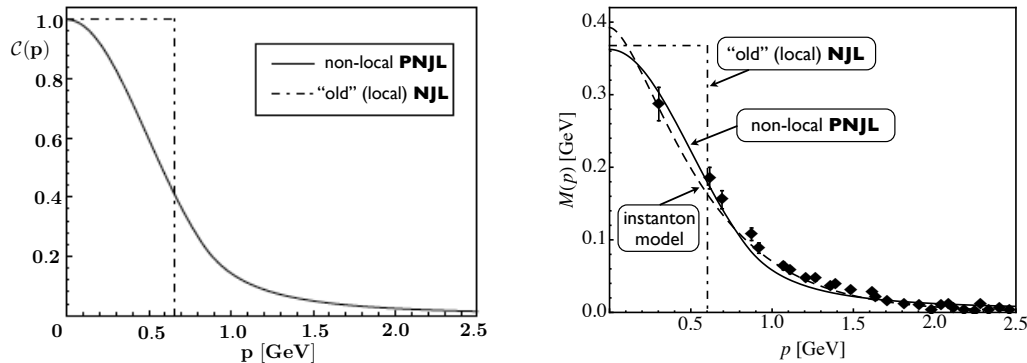 1.0
C(p)
0.8
0.6
0.4
0.2
0
0.5
1.0
1.5
2.0
2.5
p [GeV]
non-local PNJL
"old" (local) NJL
0.4
0.3
0.2
0.1
0.0
M(p) [GeV]
0.5
1.0
1.5
2.0
2.5
p [GeV]
"old" (local) NJL
non-local PNJL
instanton
model